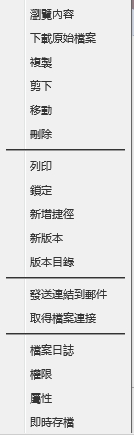 瀏覽內容
下載原始檔案
複製
剪下
移動
刪除
列印
鎖定
新增捷徑
新版本
版本目錄
發送連結到郵件
取得檔案連接
檔案日誌
權限
屬性
即時存檔